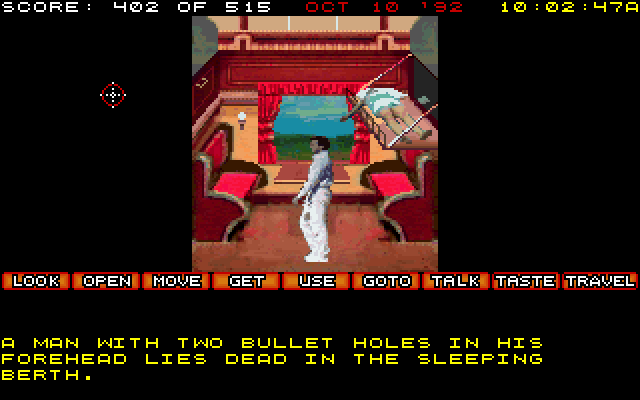 SCORE: 402 OF 515 OCT 10 '92 10:02:47A
LOOK OPEN MOVE GET USE GOTO TALK TASTE TRAVEL
A MAN WITH TWO BULLET HOLES IN HIS
FOREHEAD LIES DEAD IN THE SLEEPING
BERTH.